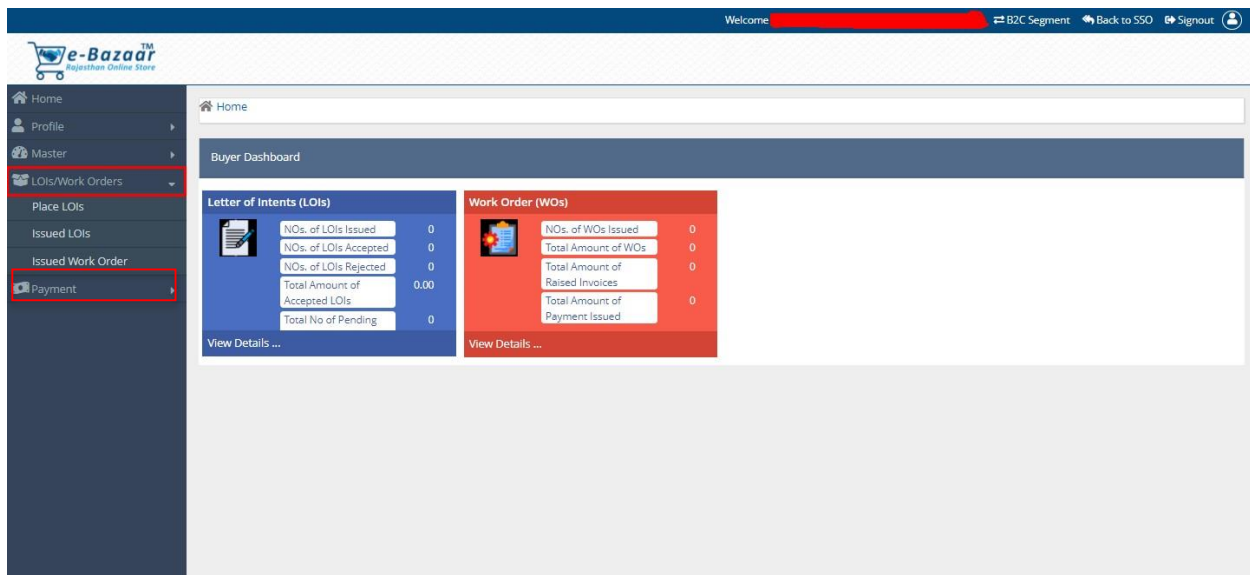 Welcome
B2C Segment Back to SSO Signout
e-Bazaar TM
Rajasthan Online Store
Home
Profile
Master
LOIs/Work Orders
Place LOIs
Issued LOIs
Issued Work Order
Payment
Home
Buyer Dashboard
Letter of Intents (LOIs)
NOs. of LOIs Issued 0
NOs. of LOIs Accepted 0
NOs. of LOIs Rejected 0
Total Amount of 0.00
Accepted LOIs
Total No of Pending 0
View Details ...
Work Order (WOs)
NOs. of WOs Issued 0
Total Amount of WOs 0
Total Amount of 0
Raised Invoices
Total Amount of 0
Payment Issued
View Details ...